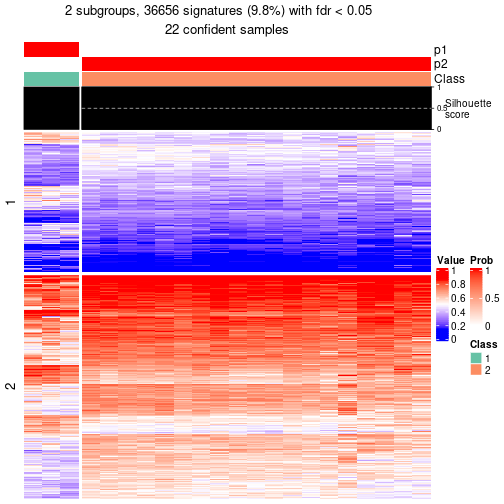 2 subgroups, 36656 signatures (9.8%) with fdr < 0.05
22 confident samples
p1
p2
Class
1
0.5
0
Silhouette
score
1
2
Value
1
0.8
0.6
0.4
0.2
0
Prob
1
0.5
0
Class
1
2